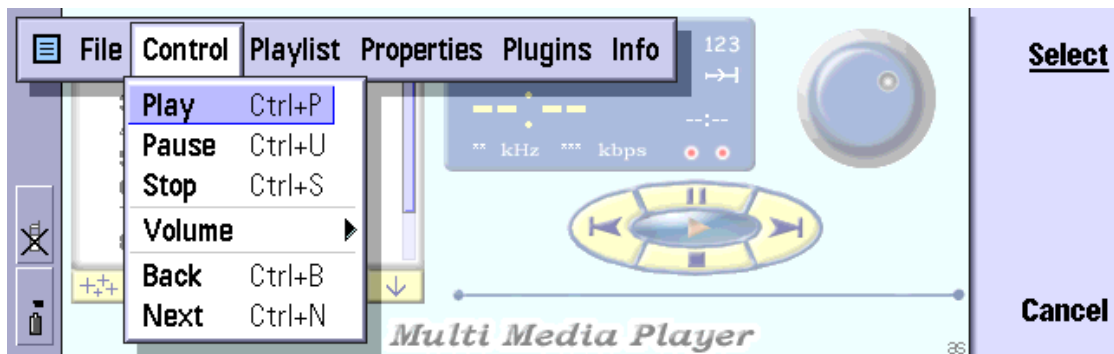 File Control Playlist Properties Plugins Info
123
Select
Play Ctrl+P
Pause Ctrl+U
Stop Ctrl+S
Volume
Back Ctrl+B
Next Ctrl+N
--:--
--:--
** kHz *** kbps
Multi Media Player
Cancel